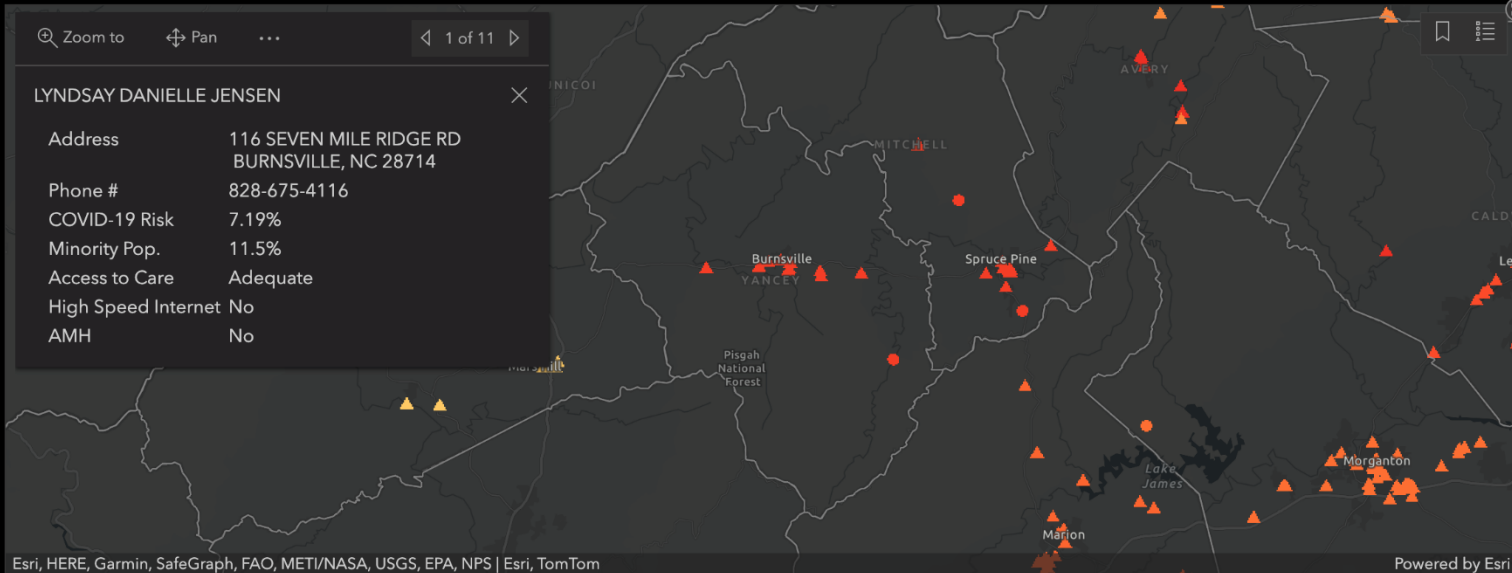 Zoom to Pan ... 1 of 11
LYNDSAY DANIELLE JENSEN
Address 116 SEVEN MILE RIDGE RD
BURNSVILLE, NC 28714
Phone # 828-675-4116
COVID-19 Risk 7.19%
Minority Pop. 11.5%
Access to Care Adequate
High Speed Internet No
AMH No
UNICOI
AVERY
MITCHELL
CALD
Burnsville
YANCEY
Spruce Pine
Le
Pisgah
National
Forest
Lake
James
Morganton
Marion
Esri, HERE, Garmin, SafeGraph, FAO, METI/NASA, USGS, EPA, NPS | Esri, TomTom
Powered by Esri